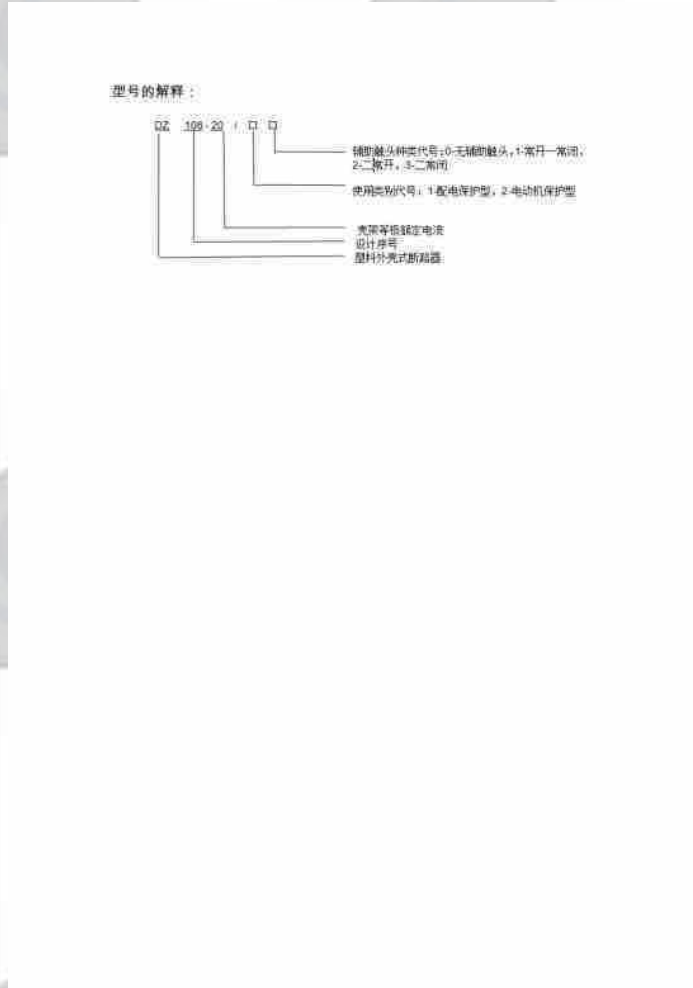 型号的解释：
DZ 108-20 / 口 口
辅助触头种类代号:0-无辅助触头,1-常开一常闭,
2-二常开,3-二常闭
使用类别代号：1-配电保护型，2-电动机保护型
壳架等级额定电流
设计序号
塑料外壳式断路器